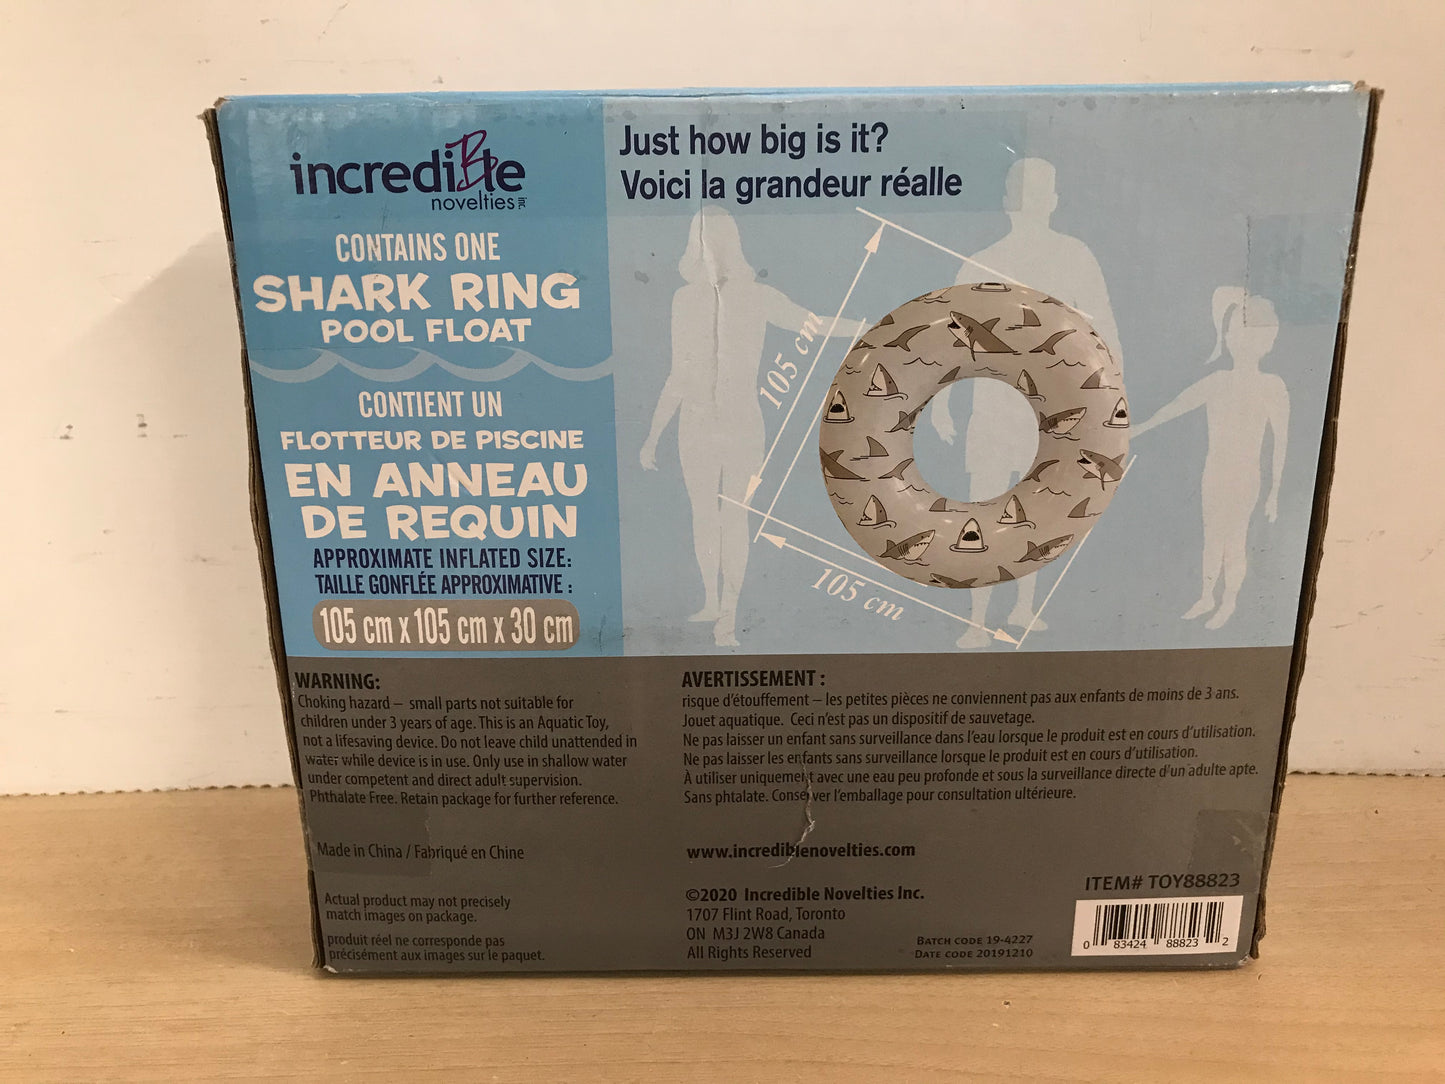 incrediBle
novelties inc.
CONTAINS ONE
SHARK RING
POOL FLOAT
CONTIENT UN
FLOTTEUR DE PISCINE
EN ANNEAU
DE REQUIN
APPROXIMATE INFLATED SIZE:
TAILLE GONFLÉE APPROXIMATIVE :
105 cm x 105 cm x 30 cm
Just how big is it?
Voici la grandeur réalle
105 cm
105 cm
WARNING:
Choking hazard – small parts not suitable for
children under 3 years of age. This is an Aquatic Toy,
not a lifesaving device. Do not leave child unattended in
water while device is in use. Only use in shallow water
under competent and direct adult supervision.
Phthalate Free. Retain package for further reference.
Made in China / Fabriqué en Chine
Actual product may not precisely
match images on package.
produit réel ne corresponde pas
précisément aux images sur le paquet.
AVERTISSEMENT :
risque d'étouffement – les petites pièces ne conviennent pas aux enfants de moins de 3 ans.
Jouet aquatique. Ceci n'est pas un dispositif de sauvetage.
Ne pas laisser un enfant sans surveillance dans l'eau lorsque le produit est en cours d'utilisation.
Ne pas laisser les enfants sans surveillance lorsque le produit est en cours d'utilisation.
À utiliser uniquement avec une eau peu profonde et sous la surveillance directe d'un adulte apte.
Sans phtalate. Conserver l'emballage pour consultation ultérieure.
www.incrediblenovelties.com
©2020 Incredible Novelties Inc.
1707 Flint Road, Toronto
ON M3J 2W8 Canada
All Rights Reserved
BATCH CODE 19-4227
DATE CODE 20191210
ITEM# TOY88823
0 83424 88823 2